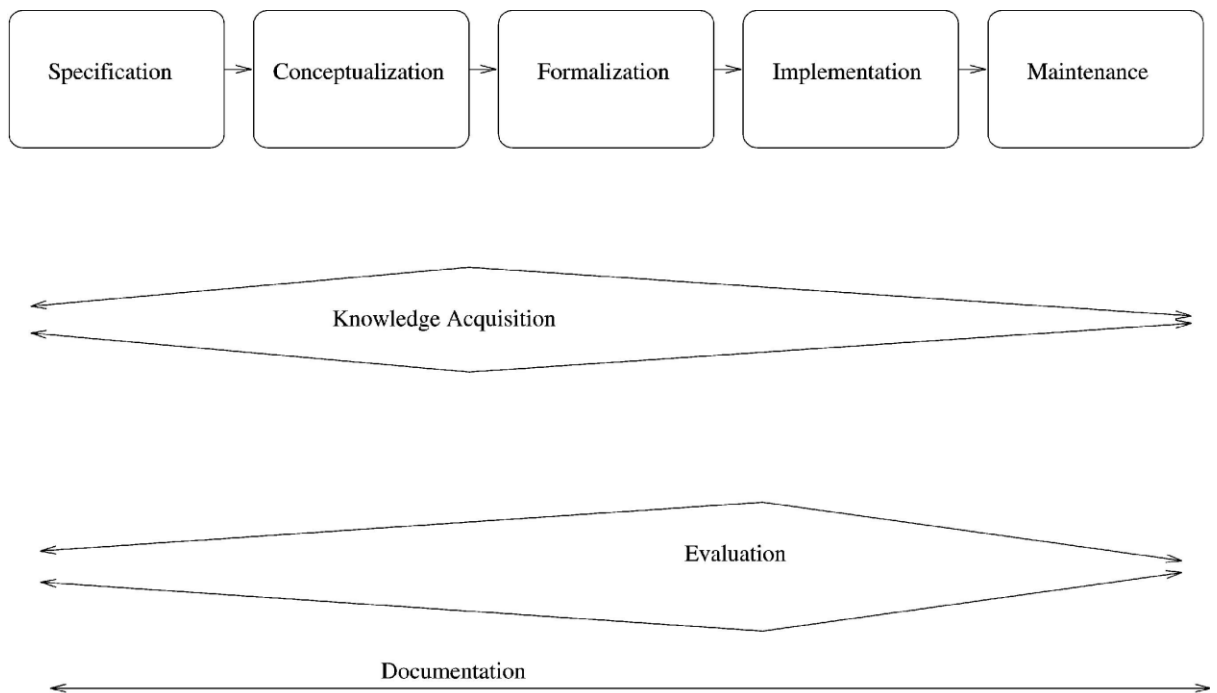 Specification
Conceptualization
Formalization
Implementation
Maintenance
Knowledge Acquisition
Evaluation
Documentation